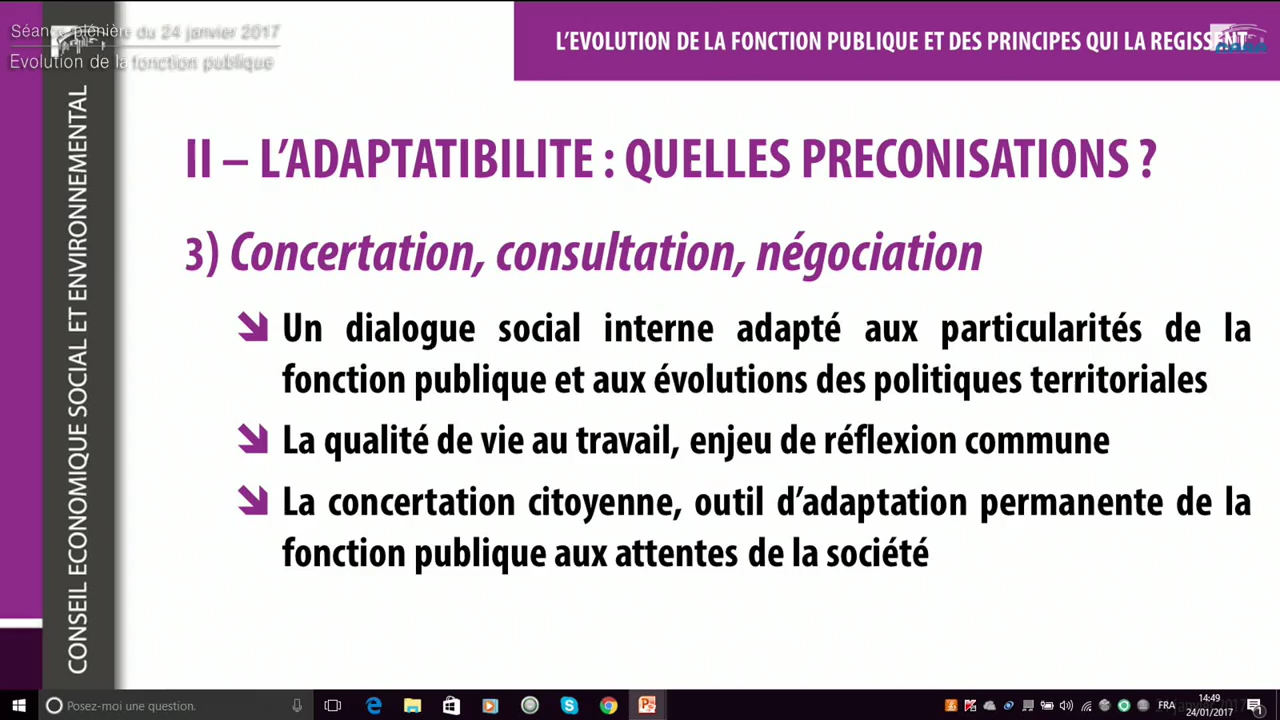 Séance plénière du 24 janvier 2017
Evolution de la fonction publique
L'EVOLUTION DE LA FONCTION PUBLIQUE ET DES PRINCIPES QUI LA REGISSENT
CONSEIL ECONOMIQUE SOCIAL ET ENVIRONNEMENTAL
II – L'ADAPTATIBILITE : QUELLES PRECONISATIONS ?
3) Concertation, consultation, négociation
Un dialogue social interne adapté aux particularités de la
fonction publique et aux évolutions des politiques territoriales
La qualité de vie au travail, enjeu de réflexion commune
La concertation citoyenne, outil d'adaptation permanente de la
fonction publique aux attentes de la société
Posez-moi une question.
FRA
14:49
24/01/2017